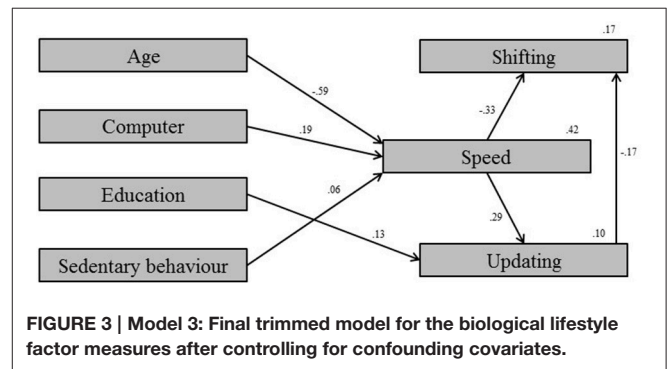 .17
Age
Shifting
-.59
-.33
Computer
.19
.42
Speed
-.17
Education
.06
.29
.13
.10
Sedentary behaviour
Updating
FIGURE 3 | Model 3: Final trimmed model for the biological lifestyle
factor measures after controlling for confounding covariates.